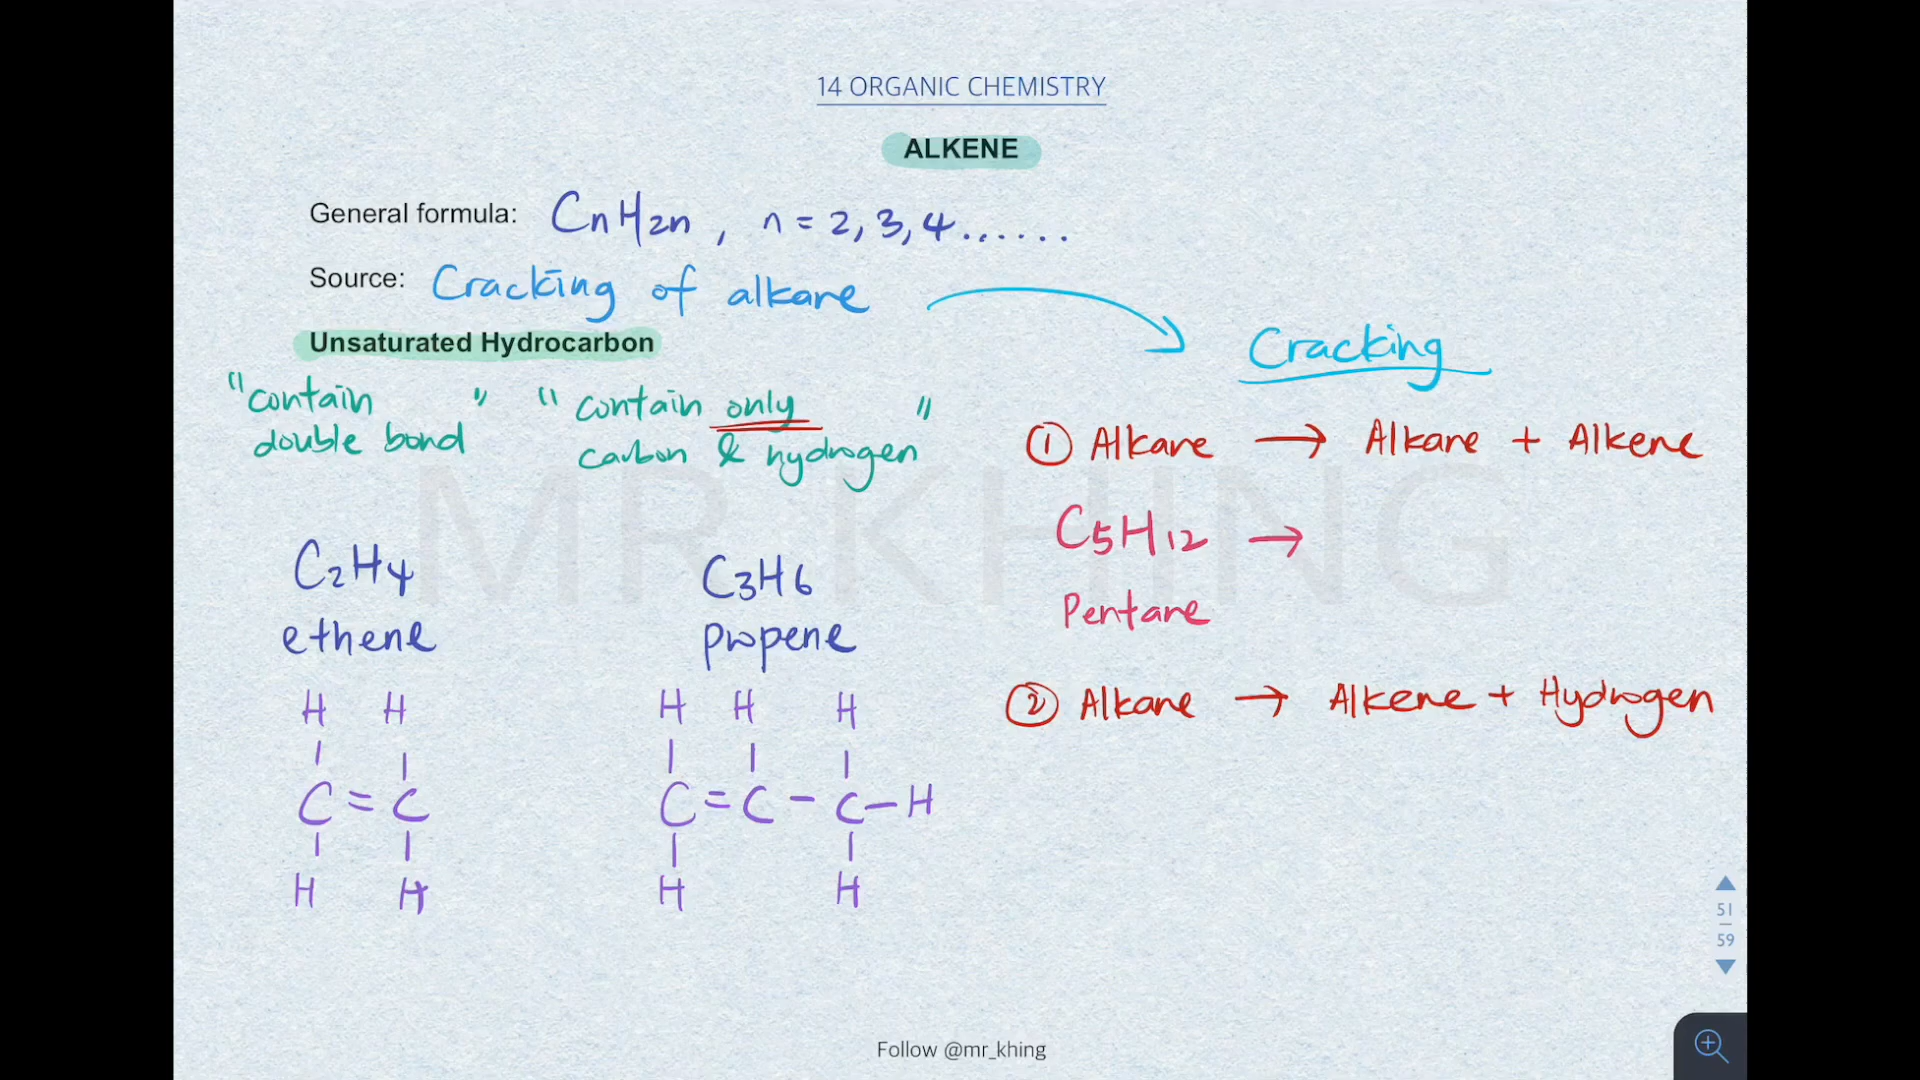 14 ORGANIC CHEMISTRY
ALKENE
General formula: CnH2n, n = 2, 3, 4......
Source: Cracking of alkane
Unsaturated Hydrocarbon
"contain double bond"
"contain only carbon & hydrogen"
C2H4
ethene
H H
C=C
H H
C3H6
propene
H H H
C=C-C-H
H H
Cracking
① Alkane → Alkane + Alkene
C5H12 →
Pentane
② Alkane → Alkene + Hydrogen
MR KHING
51
59
Follow @mr_khing